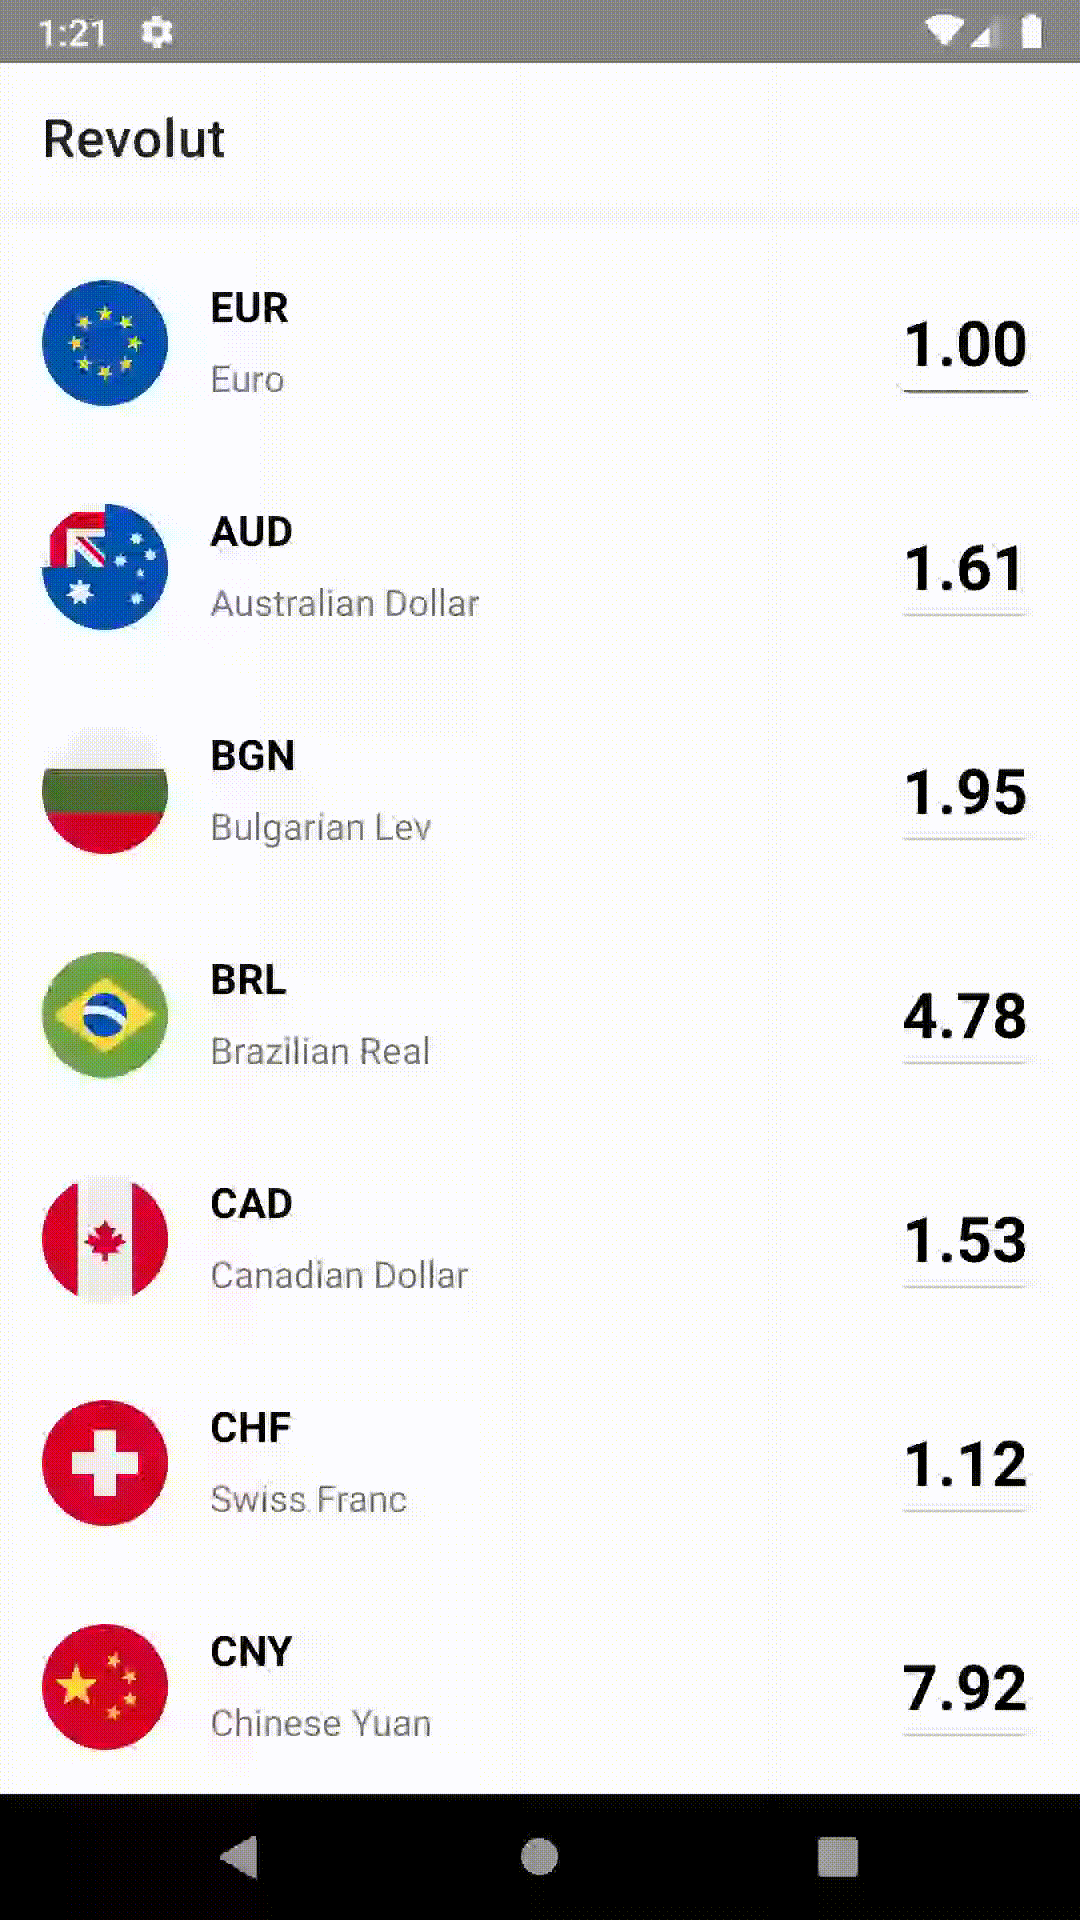 1:21
Revolut
EUR
Euro
1.00
AUD
Australian Dollar
1.61
BGN
Bulgarian Lev
1.95
BRL
Brazilian Real
4.78
CAD
Canadian Dollar
1.53
CHF
Swiss Franc
1.12
CNY
Chinese Yuan
7.92